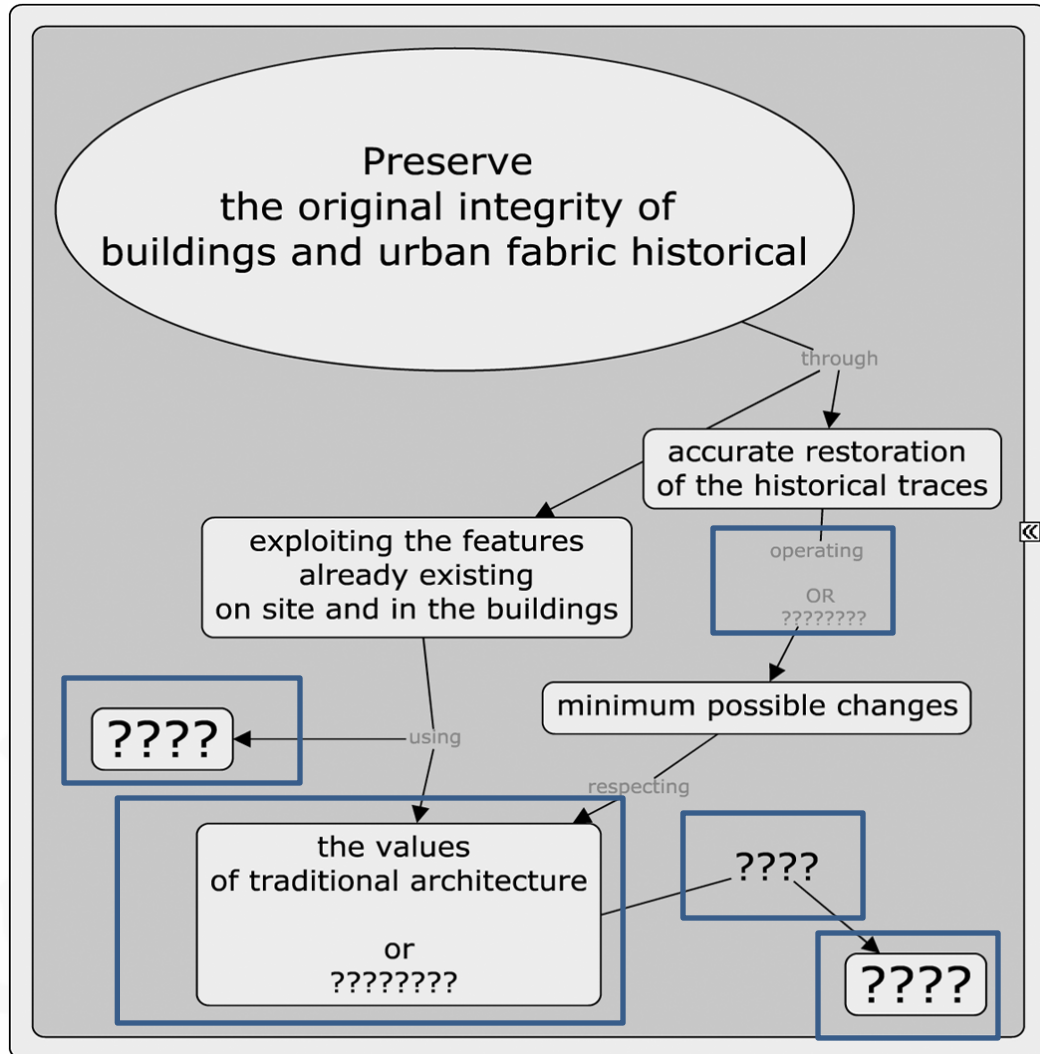 Preserve
the original integrity of
buildings and urban fabric historical
through
accurate restoration
of the historical traces
exploiting the features
already existing
on site and in the buildings
operating
OR
????????
minimum possible changes
????
using
respecting
the values
of traditional architecture
or
????????
????
????